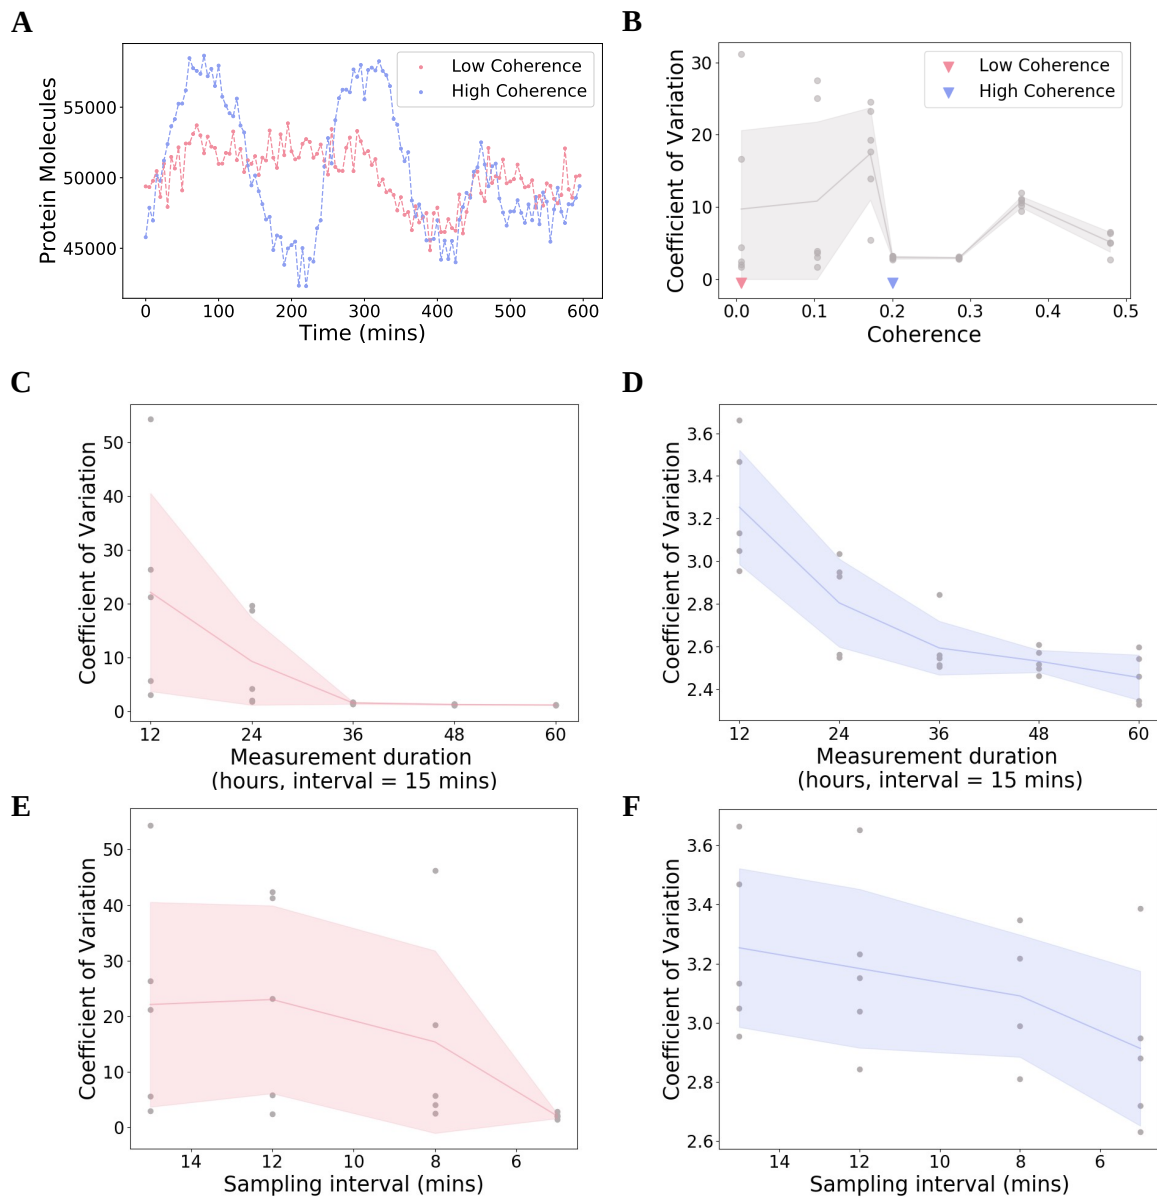 A
Protein Molecules
55000
50000
45000
0 100 200 300 400 500 600
Time (mins)
Low Coherence
High Coherence
B
Coefficient of Variation
30
20
10
0
0.0 0.1 0.2 0.3 0.4 0.5
Coherence
Low Coherence
High Coherence
C
Coefficient of Variation
50
40
30
20
10
0
12 24 36 48 60
Measurement duration
(hours, interval = 15 mins)
D
Coefficient of Variation
3.6
3.4
3.2
3.0
2.8
2.6
2.4
12 24 36 48 60
Measurement duration
(hours, interval = 15 mins)
E
Coefficient of Variation
50
40
30
20
10
0
14 12 10 8 6
Sampling interval (mins)
F
Coefficient of Variation
3.6
3.4
3.2
3.0
2.8
2.6
14 12 10 8 6
Sampling interval (mins)